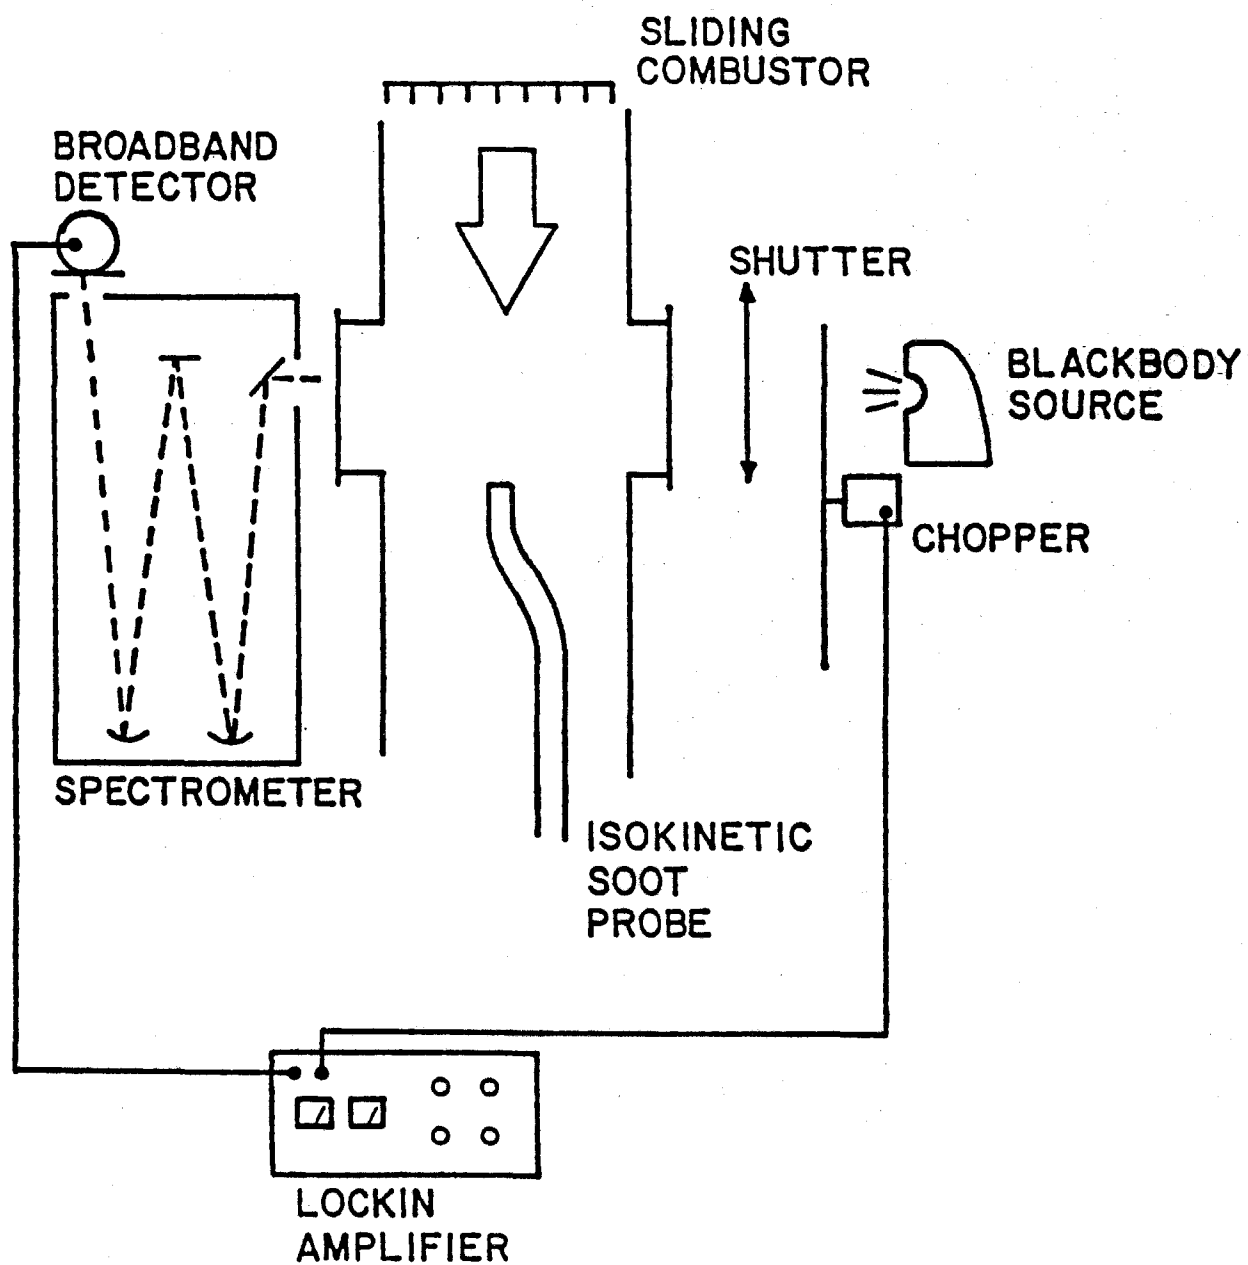 SLIDING
COMBUSTOR
BROADBAND
DETECTOR
SHUTTER
BLACKBODY
SOURCE
CHOPPER
SPECTROMETER
ISOKINETIC
SOOT
PROBE
LOCKIN
AMPLIFIER